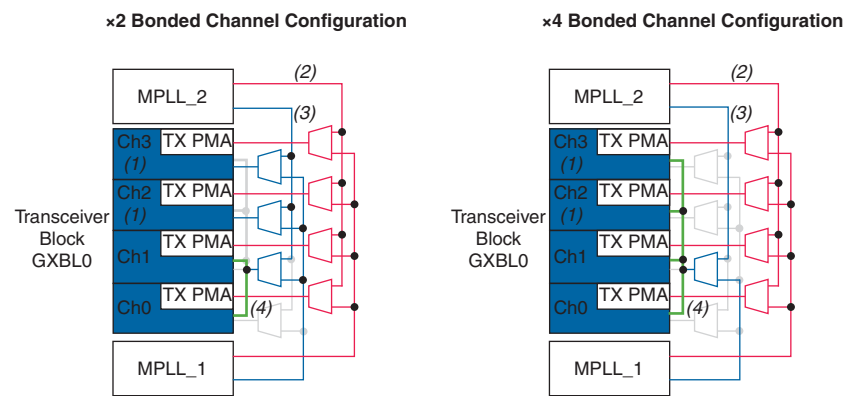 ×2 Bonded Channel Configuration
MPLL_2
(2)
(3)
Ch3
(1)
TX PMA
Ch2
(1)
TX PMA
Transceiver
Block
GXBL0
Ch1
TX PMA
Ch0
TX PMA
(4)
MPLL_1
×4 Bonded Channel Configuration
MPLL_2
(2)
(3)
Ch3
(1)
TX PMA
Ch2
(1)
TX PMA
Transceiver
Block
GXBL0
Ch1
TX PMA
Ch0
TX PMA
(4)
MPLL_1